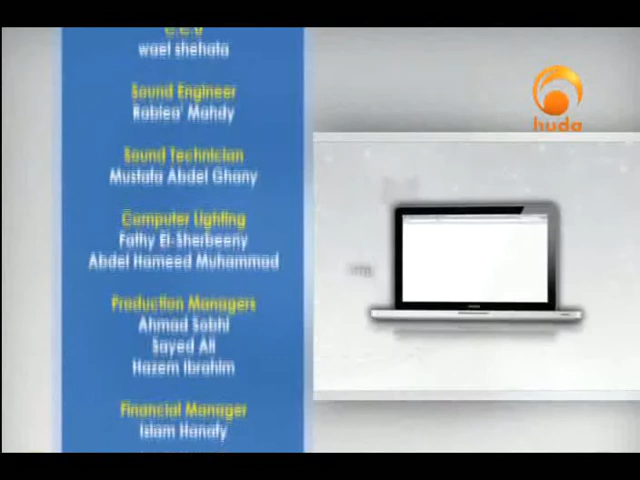 C.C.U
wael shehata
Sound Engineer
Rabiea' Mahdy
Sound Technician
Mustafa Abdel Ghany
Computer Lighting
Fathy El-Sherbeeny
Abdel Hameed Muhammad
Production Managers
Ahmad Sobhi
Sayed Ali
Hazem Ibrahim
Financial Manager
Islam Hanafy
huda